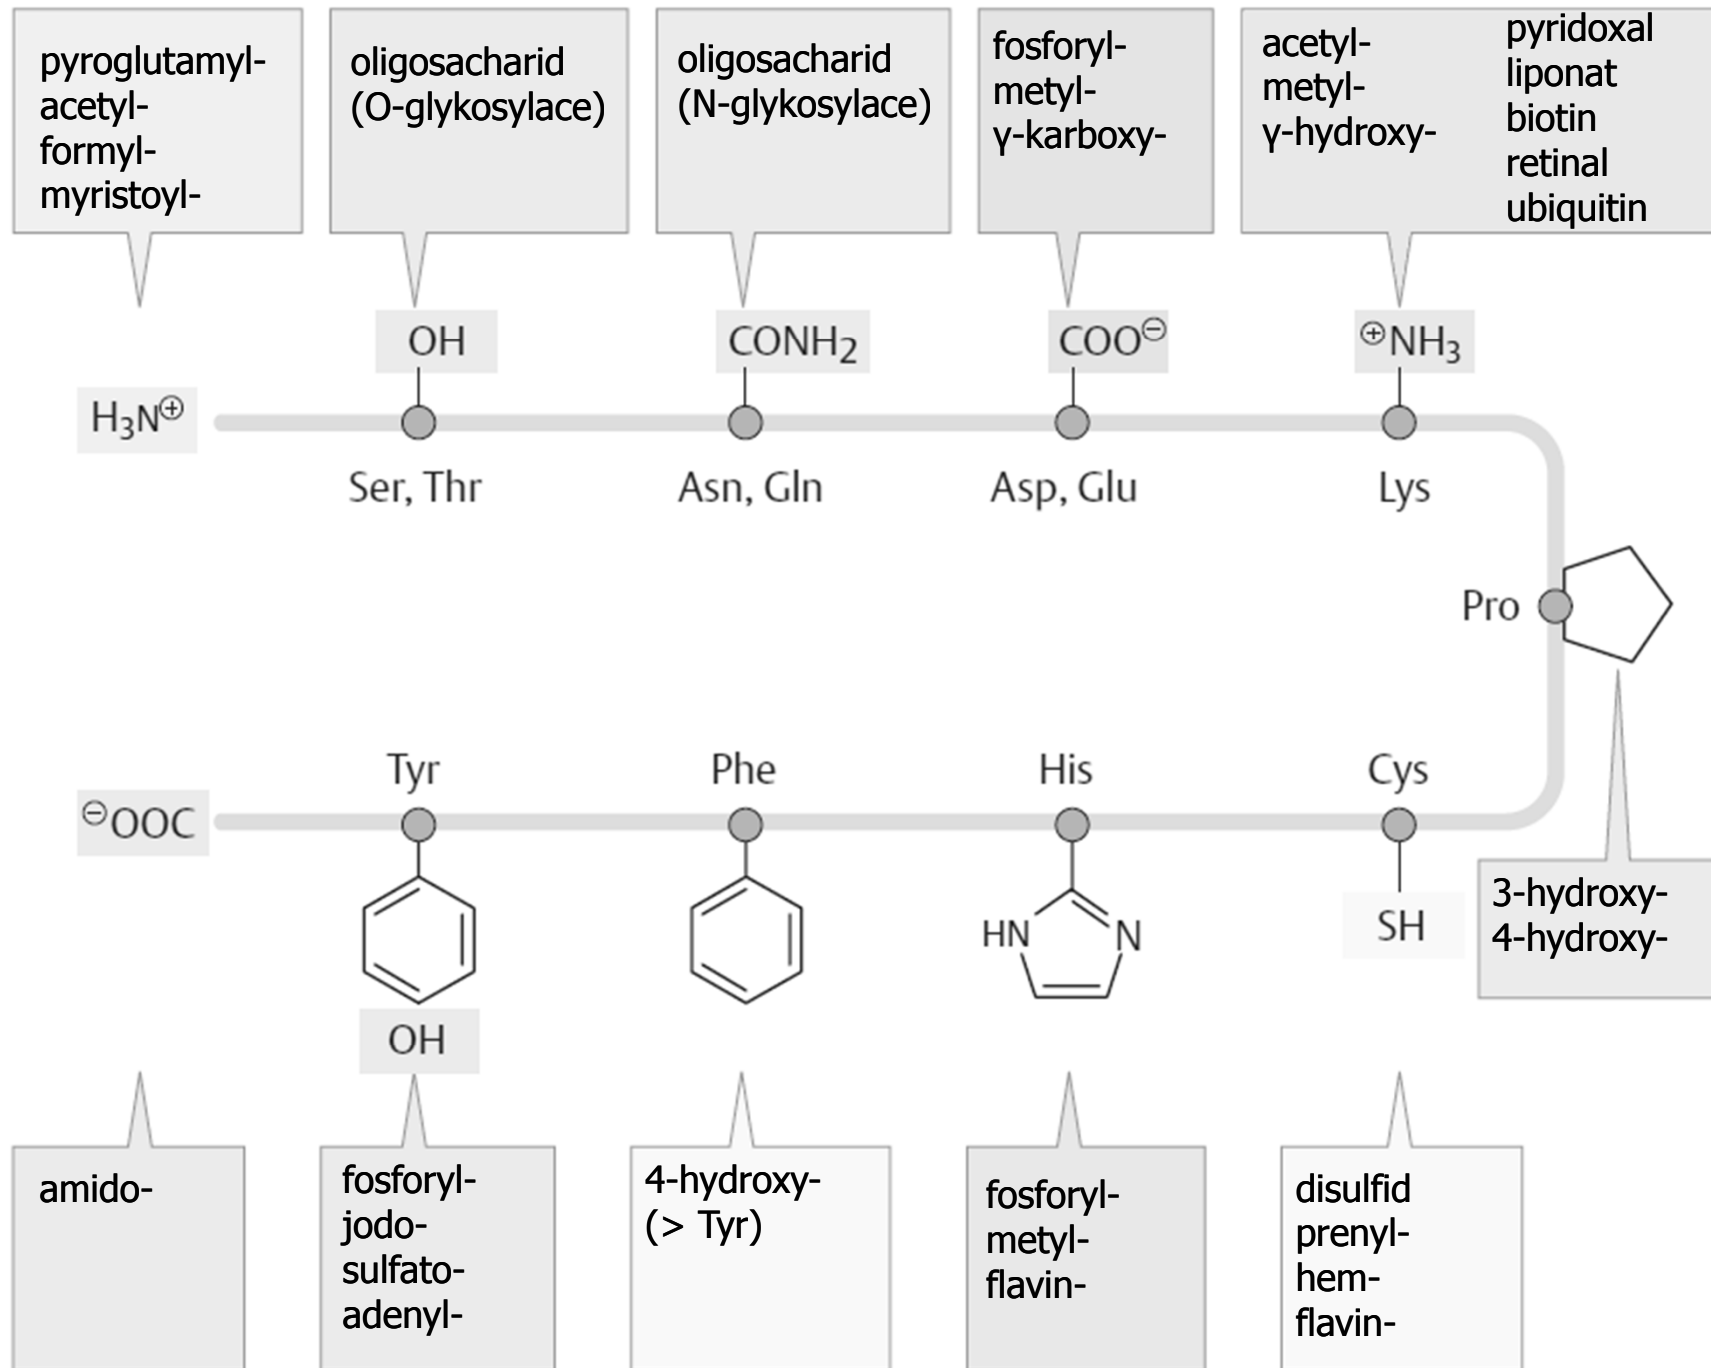 pyroglutamyl-
acetyl-
formyl-
myristoyl-
oligosacharid
(O-glykosylace)
oligosacharid
(N-glykosylace)
fosforyl-
metyl-
γ-karboxy-
acetyl-
metyl-
γ-hydroxy-
pyridoxal
liponat
biotin
retinal
ubiquitin
OH
CONH₂
COO⊖
⊕NH₃
H₃N⊕
Ser, Thr
Asn, Gln
Asp, Glu
Lys
Pro
Tyr
Phe
His
Cys
⊖OOC
HN
N
SH
3-hydroxy-
4-hydroxy-
OH
amido-
fosforyl-
jodo-
sulfato-
adenyl-
4-hydroxy-
(> Tyr)
fosforyl-
metyl-
flavin-
disulfid
prenyl-
hem-
flavin-